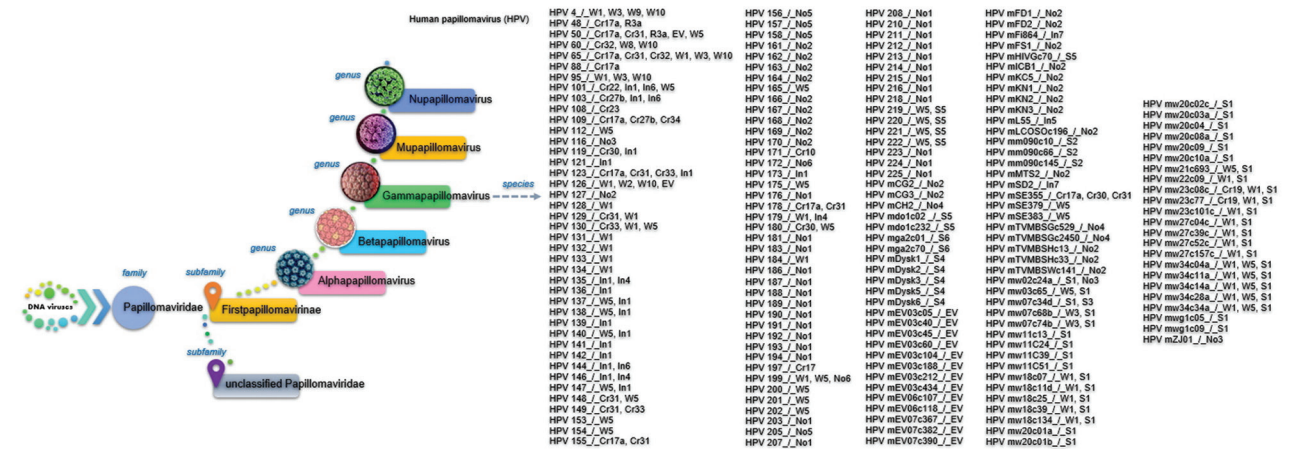 Human papillomavirus (HPV)
genus
Nupapillomavirus
genus
Mupapillomavirus
genus
Gammapapillomavirus
species
genus
Betapapillomavirus
genus
Alphapapillomavirus
DNA viruses
family
Papillomaviridae
subfamily
Firstpapillomavirinae
subfamily
unclassified Papillomaviridae
HPV 4_/_W1, W3, W9, W10
HPV 48_/_Cr17a, R3a
HPV 50_/_Cr17a, Cr31, R3a, EV, W5
HPV 60_/_Cr32, W8, W10
HPV 65_/_Cr17a, Cr31, Cr32, W1, W3, W10
HPV 88_/_Cr17a
HPV 95_/_W1, W3, W10
HPV 101_/_Cr22, In1, In6, W5
HPV 103_/_Cr27b, In1, In6
HPV 108_/_Cr23
HPV 109_/_Cr17a, Cr27b, Cr34
HPV 112_/_W5
HPV 116_/_No3
HPV 119_/_Cr30, In1
HPV 121_/_In1
HPV 123_/_Cr17a, Cr31, Cr33, In1
HPV 126_/_W1, W2, W10, EV
HPV 127_/_No2
HPV 128_/_W1
HPV 129_/_Cr31, W1
HPV 130_/_Cr33, W1, W5
HPV 131_/_W1
HPV 132_/_W1
HPV 133_/_W1
HPV 134_/_W1
HPV 135_/_In1, In4
HPV 136_/_In1
HPV 137_/_W5, In1
HPV 138_/_W5, In1
HPV 139_/_In1
HPV 140_/_W5, In1
HPV 141_/_In1
HPV 142_/_In1
HPV 144_/_In1, In6
HPV 146_/_In1, In4
HPV 147_/_W5, In1
HPV 148_/_Cr31, W5
HPV 149_/_Cr31, Cr33
HPV 153_/_W5
HPV 154_/_W5
HPV 155_/_Cr17a, Cr31
HPV 156_/_No5
HPV 157_/_No5
HPV 158_/_No5
HPV 161_/_No2
HPV 162_/_No2
HPV 163_/_No2
HPV 164_/_No2
HPV 165_/_W5
HPV 166_/_No2
HPV 167_/_No2
HPV 168_/_No2
HPV 169_/_No2
HPV 170_/_No2
HPV 171_/_Cr10
HPV 172_/_No6
HPV 173_/_In1
HPV 175_/_W5
HPV 176_/_No1
HPV 178_/_Cr17a, Cr31
HPV 179_/_W1, In4
HPV 180_/_Cr30, W5
HPV 181_/_No1
HPV 183_/_No1
HPV 184_/_W1
HPV 186_/_No1
HPV 187_/_No1
HPV 188_/_No1
HPV 189_/_No1
HPV 190_/_No1
HPV 191_/_No1
HPV 192_/_No1
HPV 193_/_No1
HPV 194_/_No1
HPV 197_/_Cr17
HPV 199_/_W1, W5, No6
HPV 200_/_W5
HPV 201_/_W5
HPV 202_/_W5
HPV 203_/_No1
HPV 205_/_No5
HPV 207_/_No1
HPV 208_/_No1
HPV 210_/_No1
HPV 211_/_No1
HPV 212_/_No1
HPV 213_/_No1
HPV 214_/_No1
HPV 215_/_No1
HPV 216_/_No1
HPV 218_/_No1
HPV 219_/_W5, S5
HPV 220_/_W5, S5
HPV 221_/_W5, S5
HPV 222_/_W5, S5
HPV 223_/_No1
HPV 224_/_No1
HPV 225_/_No1
HPV mCG2_/_No2
HPV mCG3_/_No2
HPV mCH2_/_No4
HPV mdo1c02 _/_S5
HPV mdo1c232_/_S5
HPV mga2c01_/_S6
HPV mga2c70_/_S6
HPV mDysk1_/_S4
HPV mDysk2_/_S4
HPV mDysk3_/_S4
HPV mDysk5_/_S4
HPV mDysk6_/_S4
HPV mEV03c05_/_EV
HPV mEV03c40_/_EV
HPV mEV03c45_/_EV
HPV mEV03c60_/_EV
HPV mEV03c104_/_EV
HPV mEV03c188_/_EV
HPV mEV03c212_/_EV
HPV mEV03c434_/_EV
HPV mEV06c107_/_EV
HPV mEV06c118_/_EV
HPV mEV07c367_/_EV
HPV mEV07c382_/_EV
HPV mEV07c390_/_EV
HPV mFD1_/_No2
HPV mFD2_/_No2
HPV mFi864_/_In7
HPV mFS1_/_No2
HPV mHIVGc70_/_S5
HPV mICB1_/_No2
HPV mKC5_/_No2
HPV mKN1_/_No2
HPV mKN2_/_No2
HPV mKN3_/_No2
HPV mL55_/_In5
HPV mLCOSOc196_/_No2
HPV mm090c10_/_S2
HPV mm090c66_/_S2
HPV mm090c145_/_S2
HPV mMTS2_/_No2
HPV mSD2_/_In7
HPV mSE355_/_Cr17a, Cr30, Cr31
HPV mSE379_/_W5
HPV mSE383_/_W5
HPV mTVMBSGc529_/_No4
HPV mTVMBSGc2450_/_No4
HPV mTVMBSHc13_/_No2
HPV mTVMBSHc33_/_No2
HPV mTVMBSWc141_/_No2
HPV mw02c24a_/_S1, No3
HPV mw03c65_/_W5, S1
HPV mw07c34d_/_S1, S3
HPV mw07c68b_/_W3, S1
HPV mw07c74b_/_W3, S1
HPV mw11c13_/_S1
HPV mw11C24_/_S1
HPV mw11C39_/_S1
HPV mw11C51_/_S1
HPV mw18c07_/_W1, S1
HPV mw18c11d_/_W1, S1
HPV mw18c25_/_W1, S1
HPV mw18c39_/_W1, S1
HPV mw18c134_/_W1, S1
HPV mw20c01a_/_S1
HPV mw20c01b_/_S1
HPV mw20c02c_/_S1
HPV mw20c03a_/_S1
HPV mw20c04_/_S1
HPV mw20c08a_/_S1
HPV mw20c09_/_S1
HPV mw20c10a_/_S1
HPV mw21c693_/_W5, S1
HPV mw22c09_/_W1, S1
HPV mw23c08c_/_Cr19, W1, S1
HPV mw23c77_/_Cr19, W1, S1
HPV mw23c101c_/_W1, S1
HPV mw27c04c_/_W1, S1
HPV mw27c39c_/_W1, S1
HPV mw27c52c_/_W1, S1
HPV mw27c157c_/_W1, S1
HPV mw34c04a_/_W1, W5, S1
HPV mw34c11a_/_W1, W5, S1
HPV mw34c14a_/_W1, W5, S1
HPV mw34c28a_/_W1, W5, S1
HPV mw34c34a_/_W1, W5, S1
HPV mwg1c05_/_S1
HPV mwg1c09_/_S1
HPV mZJ01_/_No3